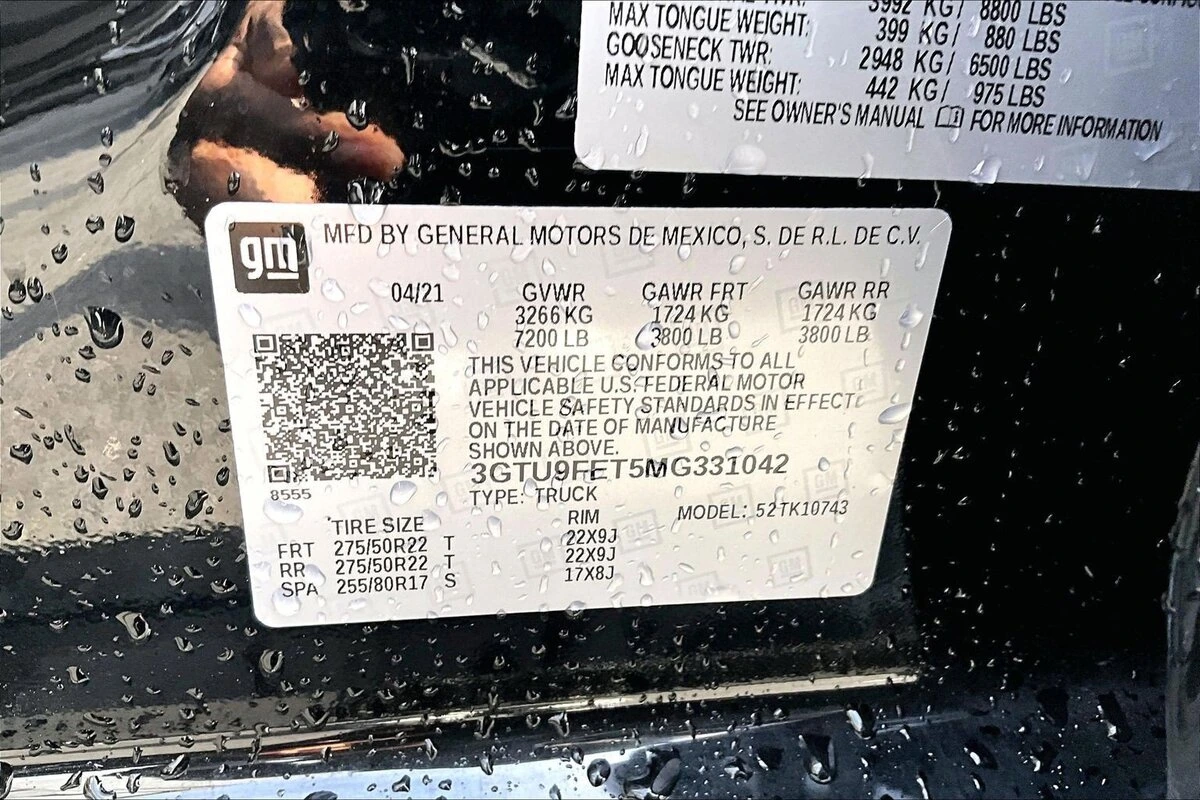 3992 KG/ 8800 LBS
MAX TONGUE WEIGHT: 399 KG/ 880 LBS
GOOSENECK TWR: 2948 KG/ 6500 LBS
MAX TONGUE WEIGHT: 442 KG/ 975 LBS
SEE OWNER'S MANUAL FOR MORE INFORMATION
gm MFD BY GENERAL MOTORS DE MEXICO, S. DE R.L. DE C.V.
04/21 GVWR GAWR FRT GAWR RR
3266 KG 1724 KG 1724 KG
7200 LB 3800 LB 3800 LB
THIS VEHICLE CONFORMS TO ALL
APPLICABLE U.S. FEDERAL MOTOR
VEHICLE SAFETY STANDARDS IN EFFECT
ON THE DATE OF MANUFACTURE
SHOWN ABOVE.
3GTU9FET5MG331042
8555
TYPE: TRUCK
MODEL: 52TK10743
TIRE SIZE RIM
FRT 275/50R22 T 22X9J
RR 275/50R22 T 22X9J
SPA 255/80R17 S 17X8J